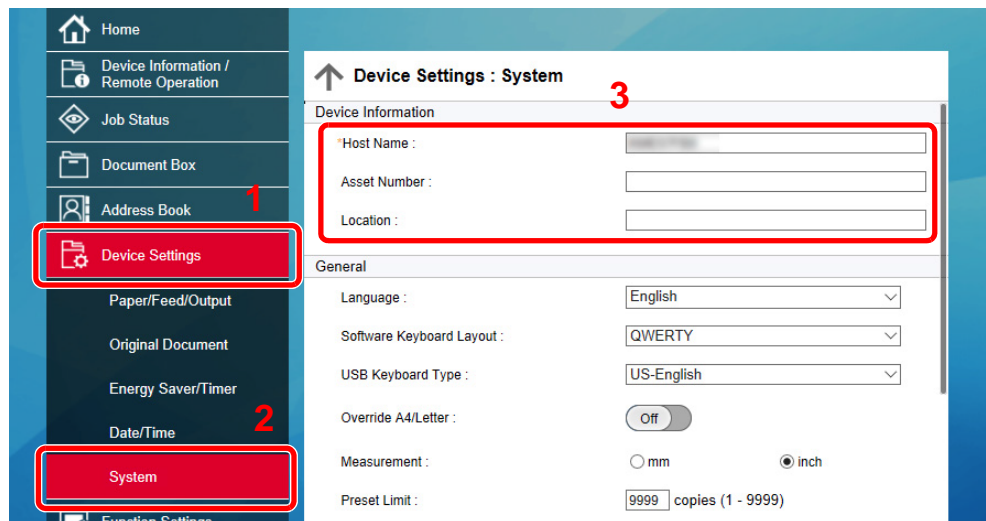 Home
Device Information /
Remote Operation
Job Status
Document Box
1
Address Book
Device Settings
Paper/Feed/Output
Original Document
Energy Saver/Timer
Date/Time
2
System
Function Settings
Device Settings : System
3
Device Information
*Host Name :
Asset Number :
Location :
General
Language : English
Software Keyboard Layout : QWERTY
USB Keyboard Type : US-English
Override A4/Letter : Off
Measurement : mm inch
Preset Limit : 9999 copies (1 - 9999)